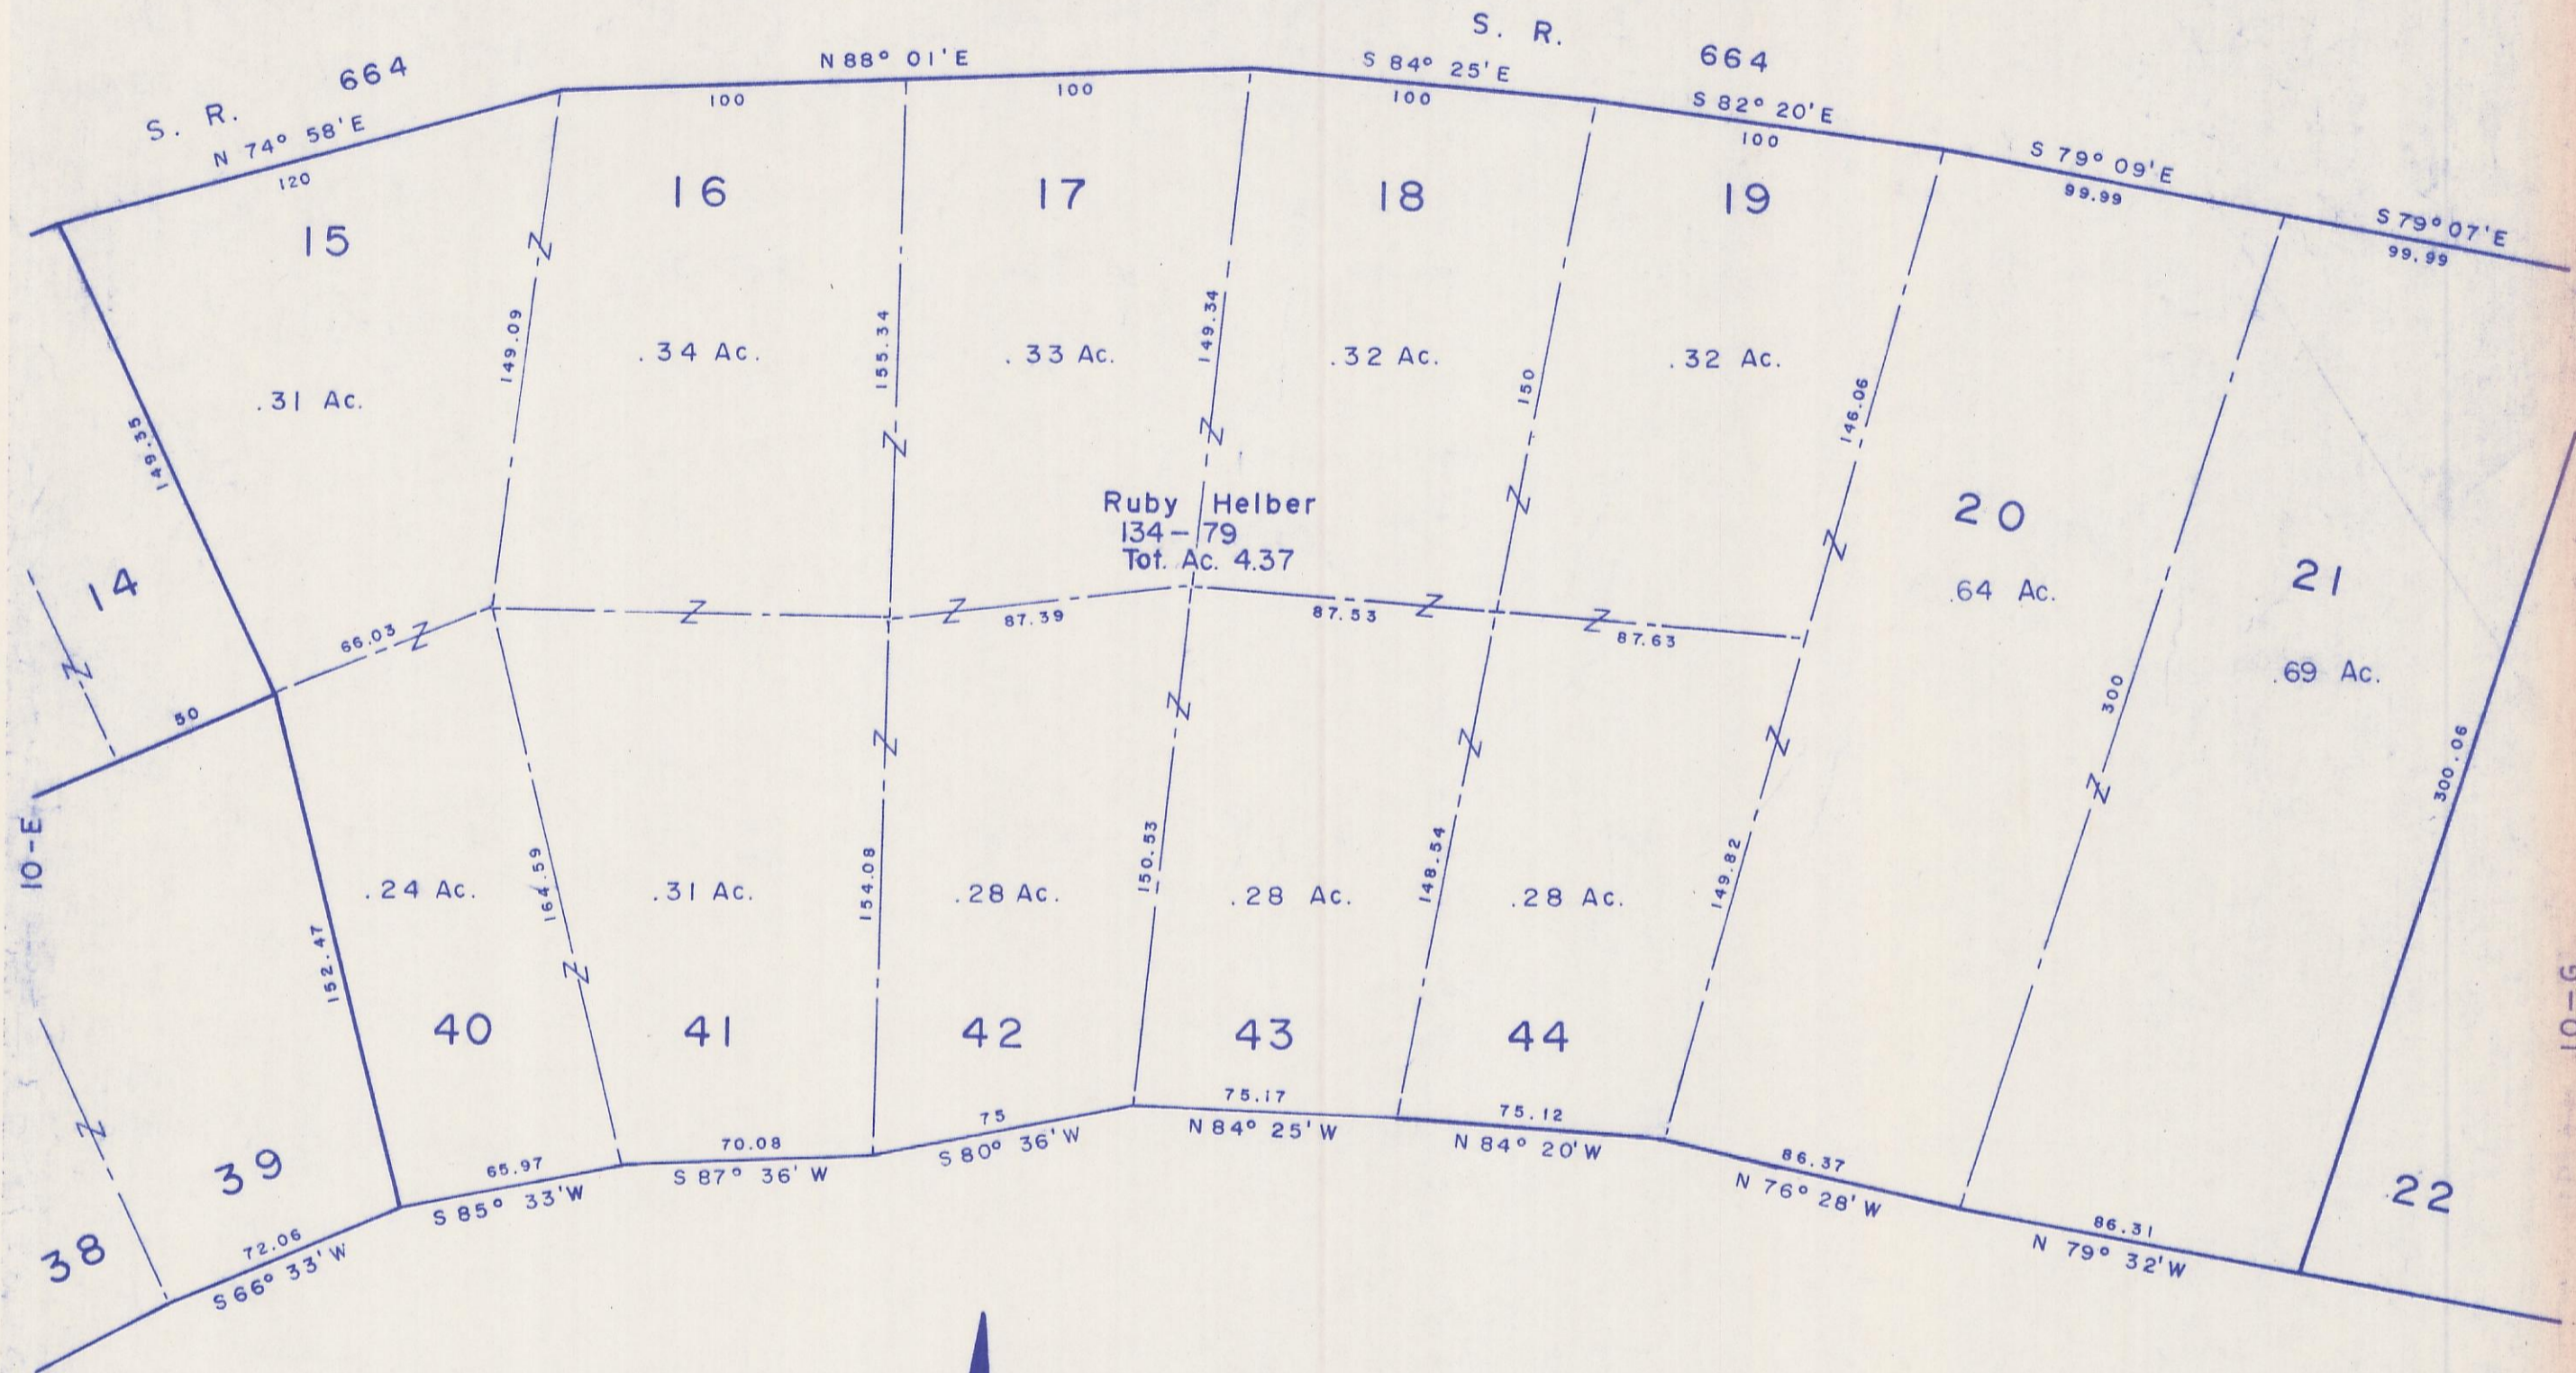 S. R. 664
S. R. 664
N 74° 58' E
N 88° 01' E
S 84° 25' E
S 82° 20' E
S 79° 09' E
S 79° 07' E
120
100
100
100
100
99.99
99.99
15
16
17
18
19
.31 Ac.
.34 Ac.
.33 Ac.
.32 Ac.
.32 Ac.
149.35
149.09
155.34
149.34
150
146.06
Ruby Helber
134-79
Tot. Ac. 4.37
14
20
.64 Ac.
21
.69 Ac.
50
66.03
87.39
87.53
87.63
300
300.06
10-E
10-G
.24 Ac.
.31 Ac.
.28 Ac.
.28 Ac.
.28 Ac.
152.47
164.59
154.08
150.53
148.54
149.82
40
41
42
43
44
39
38
22
72.06
65.97
70.08
75
75.17
75.12
86.37
86.31
S 66° 33' W
S 85° 33' W
S 87° 36' W
S 80° 36' W
N 84° 25' W
N 84° 20' W
N 76° 28' W
N 79° 32' W